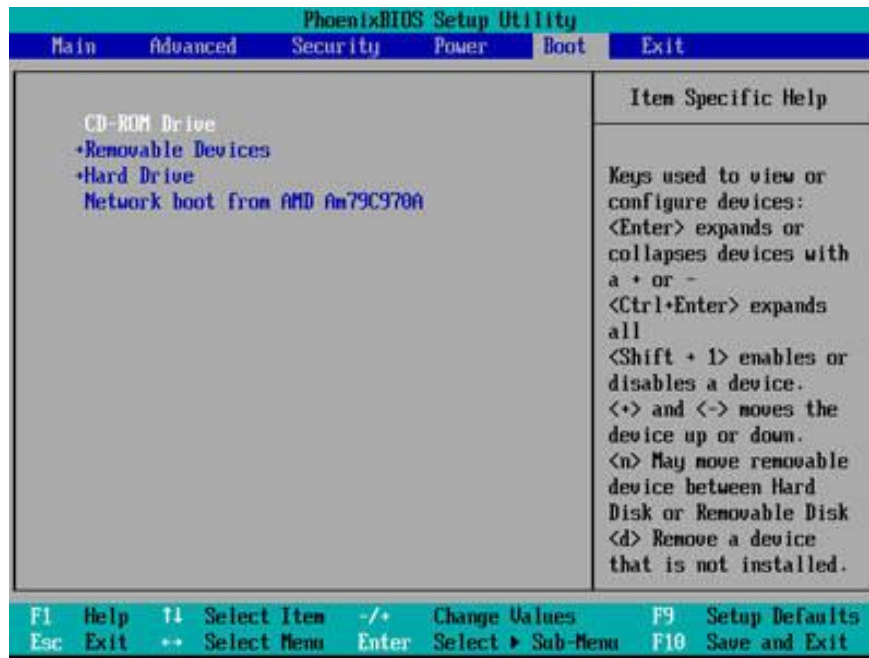 PhoenixBIOS Setup Utility
Main Advanced Security Power Boot Exit
CD-ROM Drive
+Removable Devices
+Hard Drive
Network boot from AMD Am79C970A
Item Specific Help
Keys used to view or
configure devices:
<Enter> expands or
collapses devices with
a + or -
<Ctrl+Enter> expands
all
<Shift + 1> enables or
disables a device.
<+> and <-> moves the
device up or down.
<n> May move removable
device between Hard
Disk or Removable Disk
<d> Remove a device
that is not installed.
F1 Help ↑↓ Select Item -/+ Change Values F9 Setup Defaults
Esc Exit ↔ Select Menu Enter Select ▶ Sub-Menu F10 Save and Exit